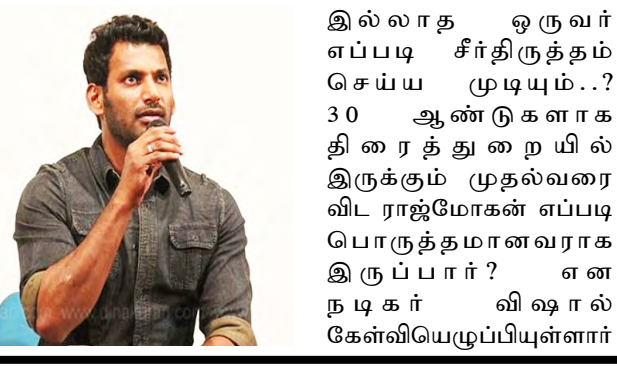 இல்லாத ஒருவர்
எப்படி சீர்திருத்தம்
செய்ய முடியும்..?
30 ஆண்டுகளாக
திரைத்துறையில்
இருக்கும் முதல்வரை
விட ராஜ்மோகன் எப்படி
பொருத்தமானவராக
இருப்பார்? என
நடிகர் விஷால்
கேள்வியெழுப்பியுள்ளார்